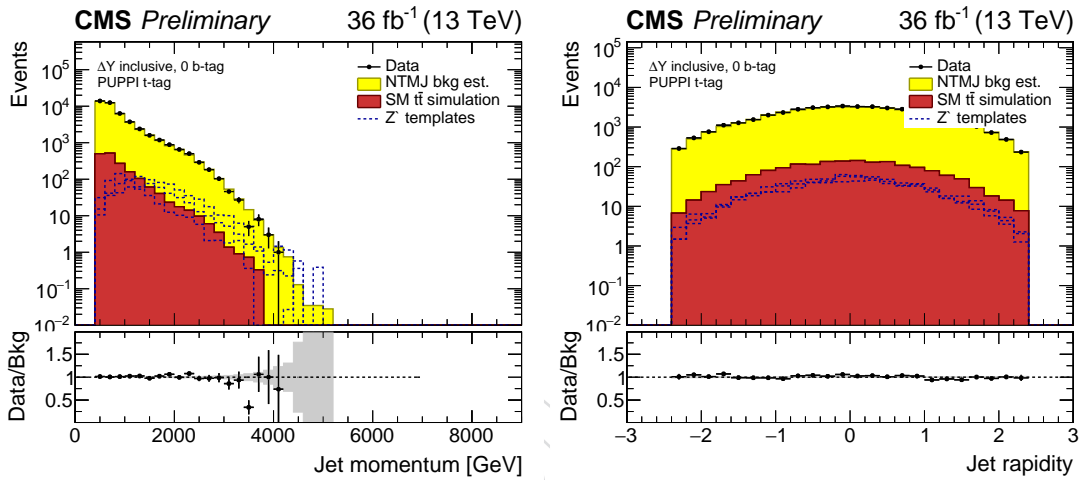 CMS Preliminary 36 fb⁻¹ (13 TeV)
Events
10⁵
10⁴
10³
10²
10
1
10⁻¹
10⁻²
ΔY inclusive, 0 b-tag
PUPPI t-tag
Data
NTMJ bkg est.
SM tt̄ simulation
Z` templates
Data/Bkg
1.5
1
0.5
0 2000 4000 6000 8000
Jet momentum [GeV]
CMS Preliminary 36 fb⁻¹ (13 TeV)
Events
10⁵
10⁴
10³
10²
10
1
10⁻¹
10⁻²
ΔY inclusive, 0 b-tag
PUPPI t-tag
Data
NTMJ bkg est.
SM tt̄ simulation
Z` templates
Data/Bkg
1.5
1
0.5
−3 −2 −1 0 1 2 3
Jet rapidity